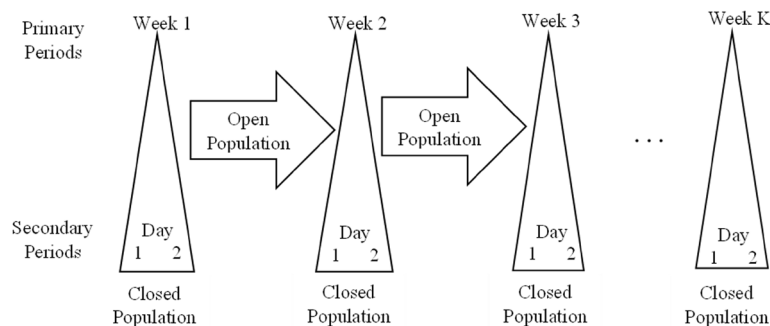 Primary
Periods
Week 1
Week 2
Week 3
Week K
Open
Population
Open
Population
. . .
Secondary
Periods
Day
1 2
Day
1 2
Day
1 2
Day
1 2
Closed
Population
Closed
Population
Closed
Population
Closed
Population